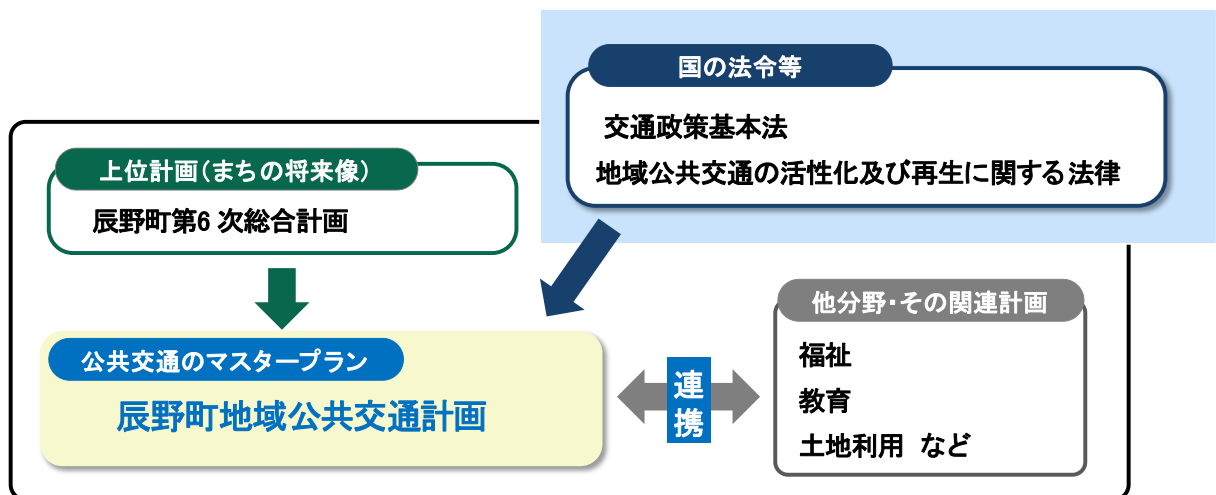 国の法令等
交通政策基本法
地域公共交通の活性化及び再生に関する法律
上位計画(まちの将来像)
辰野町第6 次総合計画
公共交通のマスタープラン
辰野町地域公共交通計画
連携
他分野・その関連計画
福祉
教育
土地利用 など